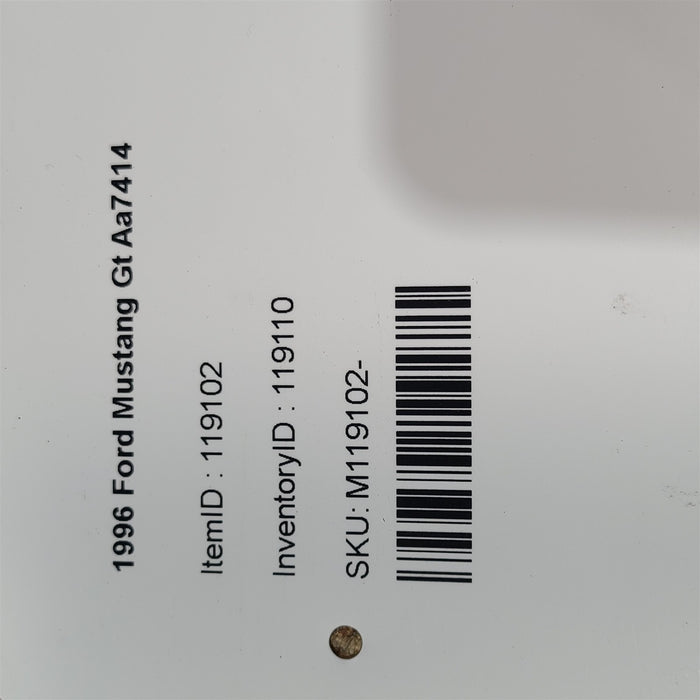 1996 Ford Mustang Gt Aa7414
ItemID : 119102
InventoryID : 119110
SKU: M119102-